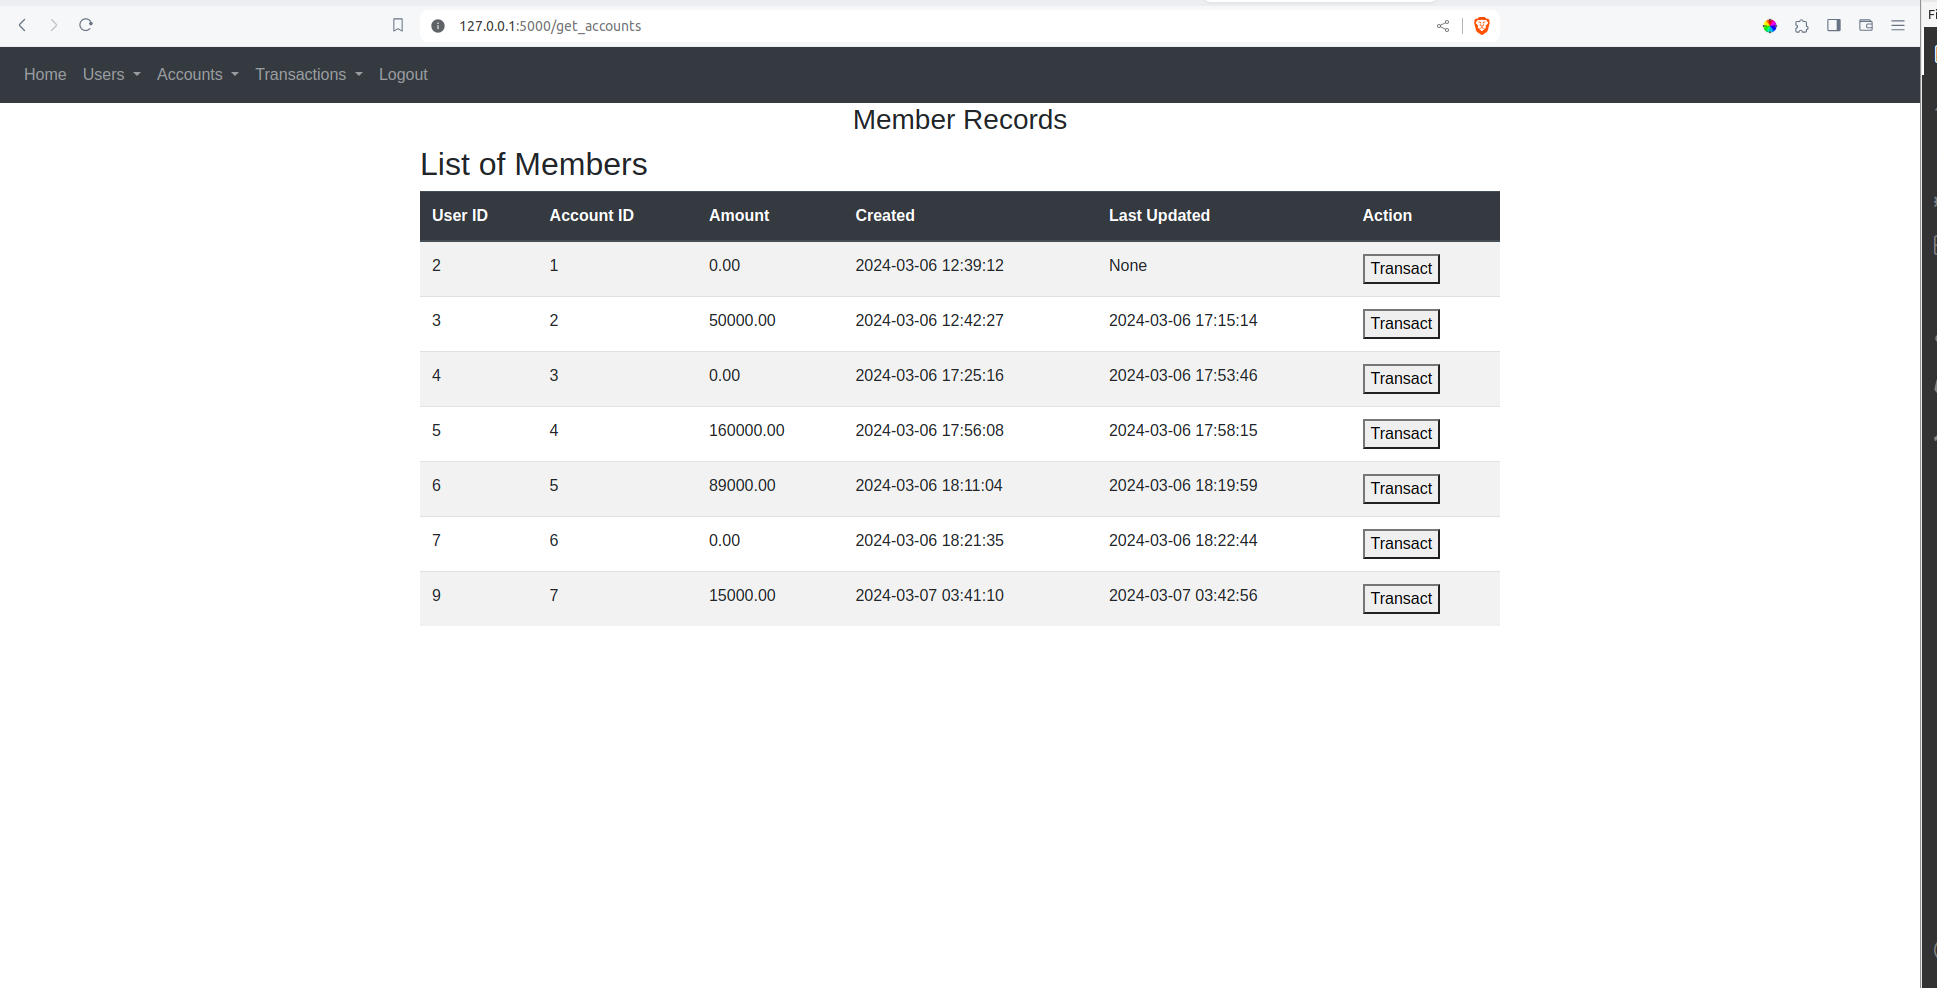 127.0.0.1:5000/get_accounts
Fi
Home Users Accounts Transactions Logout
Member Records
List of Members
User ID Account ID Amount Created Last Updated Action
2 1 0.00 2024-03-06 12:39:12 None Transact
3 2 50000.00 2024-03-06 12:42:27 2024-03-06 17:15:14 Transact
4 3 0.00 2024-03-06 17:25:16 2024-03-06 17:53:46 Transact
5 4 160000.00 2024-03-06 17:56:08 2024-03-06 17:58:15 Transact
6 5 89000.00 2024-03-06 18:11:04 2024-03-06 18:19:59 Transact
7 6 0.00 2024-03-06 18:21:35 2024-03-06 18:22:44 Transact
9 7 15000.00 2024-03-07 03:41:10 2024-03-07 03:42:56 Transact